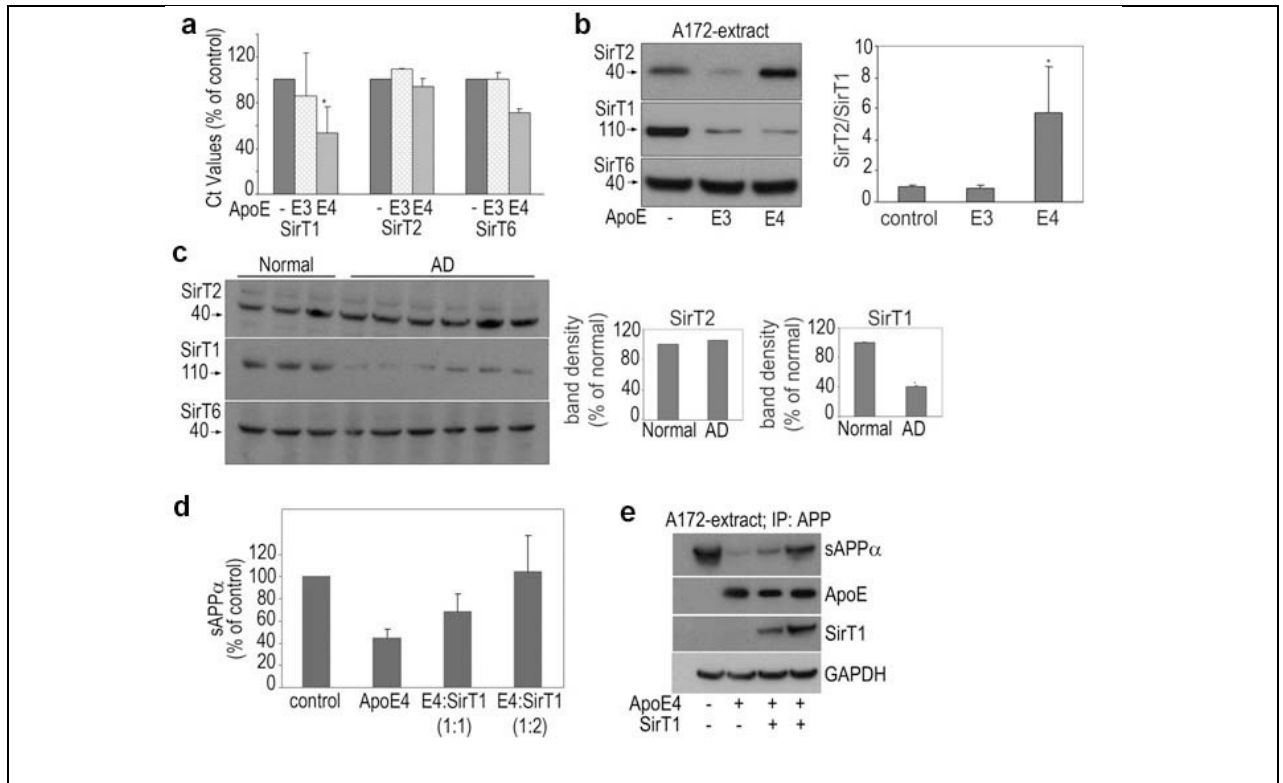 a
Ct Values (% of control)
120
80
40
0
*
ApoE - E3 E4 - E3 E4 - E3 E4
SirT1 SirT2 SirT6
b
A172-extract
SirT2
40→
SirT1
110→
SirT6
40→
ApoE - E3 E4
SirT2/SirT1
10
8
6
4
2
0
*
control E3 E4
c
Normal AD
SirT2
40→
SirT1
110→
SirT6
40→
SirT2
band density
(% of normal)
120
80
40
0
Normal AD
SirT1
band density
(% of normal)
120
80
40
0
Normal AD
d
sAPPα
(% of control)
120
100
80
60
40
20
0
control ApoE4 E4:SirT1 E4:SirT1
(1:1) (1:2)
e
A172-extract; IP: APP
sAPPα
ApoE
SirT1
GAPDH
ApoE4 - + + +
SirT1 - - + +